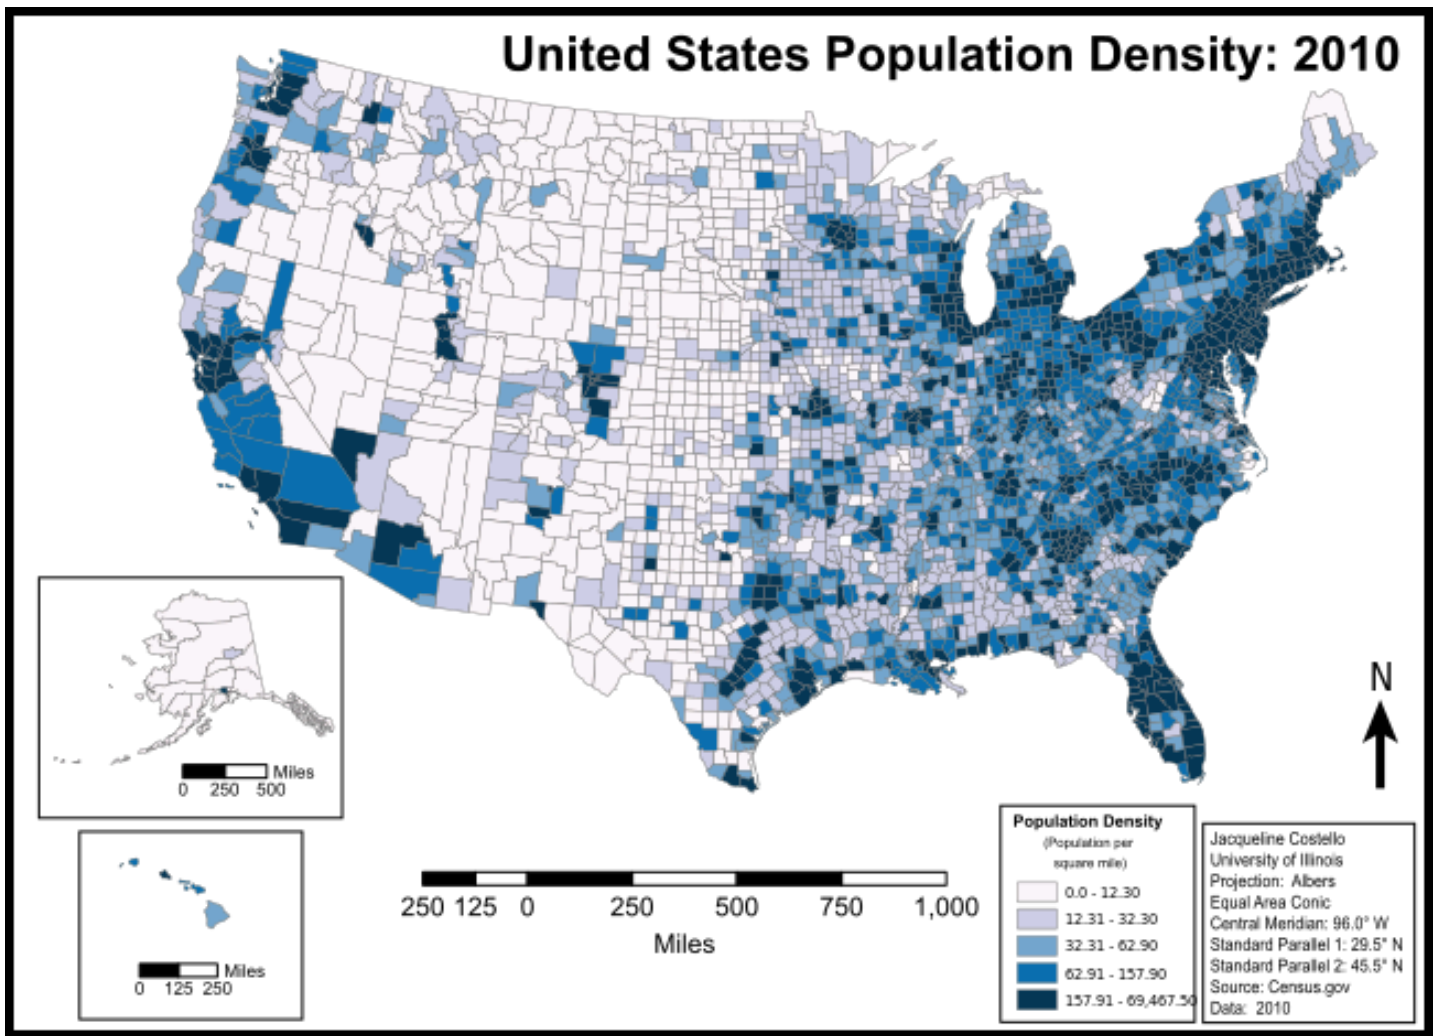 United States Population Density: 2010
N
Miles
0 250 500
Miles
0 125 250
250 125 0 250 500 750 1,000
Miles
Population Density
(Population per
square mile)
0.0 - 12.30
12.31 - 32.30
32.31 - 62.90
62.91 - 157.90
157.91 - 69,467.50
Jacqueline Costello
University of Illinois
Projection: Albers
Equal Area Conic
Central Meridian: 96.0° W
Standard Parallel 1: 29.5° N
Standard Parallel 2: 45.5° N
Source: Census.gov
Data: 2010